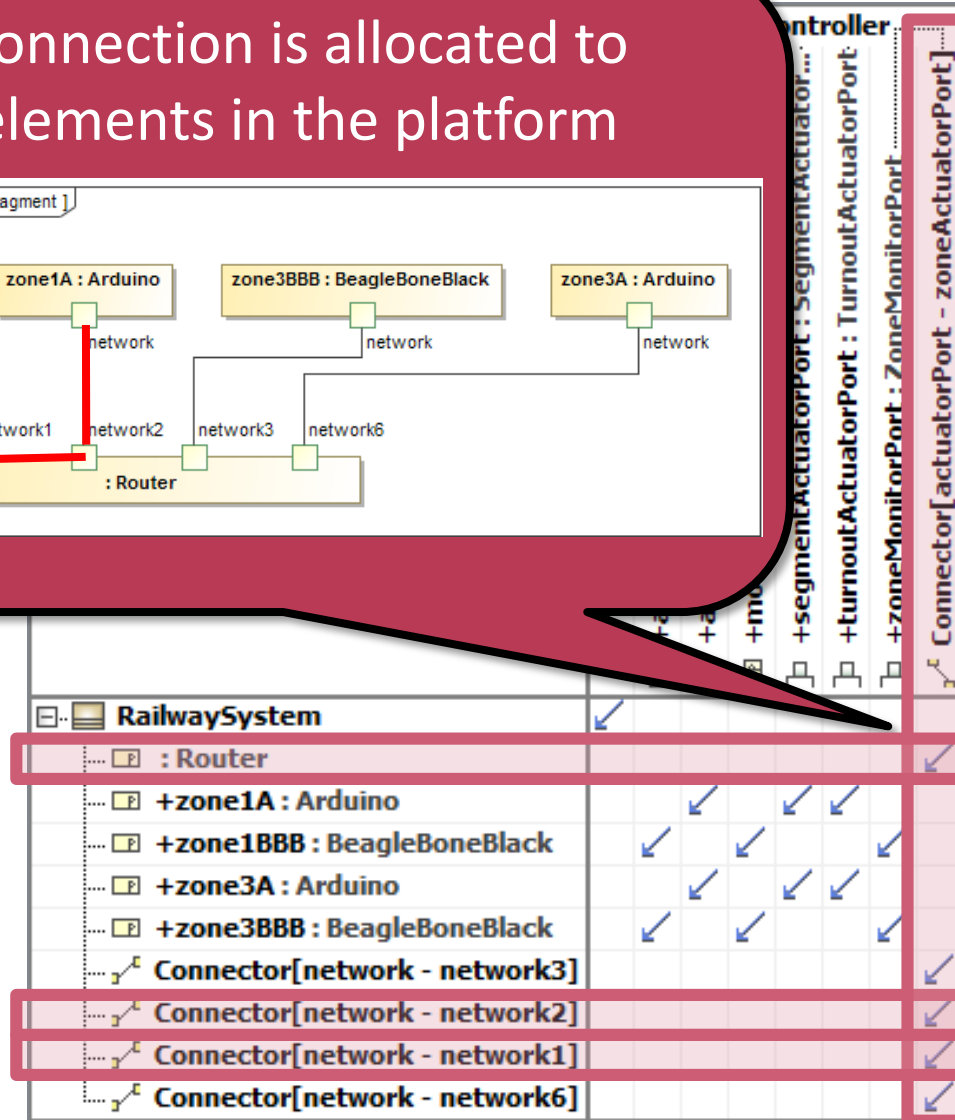 onnection is allocated to
elements in the platform
agment ]
zone1A : Arduino
zone3BBB : BeagleBoneBlack
zone3A : Arduino
network
network
network
twork1
network2
network3
network6
: Router
ontroller
+segmentActuatorPort : SegmentActuator...
+turnoutActuatorPort : TurnoutActuatorPort
+zoneMonitorPort : ZoneMonitorPort
Connector[actuatorPort - zoneActuatorPort]
+a
+a
+mo
RailwaySystem
: Router
+zone1A : Arduino
+zone1BBB : BeagleBoneBlack
+zone3A : Arduino
+zone3BBB : BeagleBoneBlack
Connector[network - network3]
Connector[network - network2]
Connector[network - network1]
Connector[network - network6]